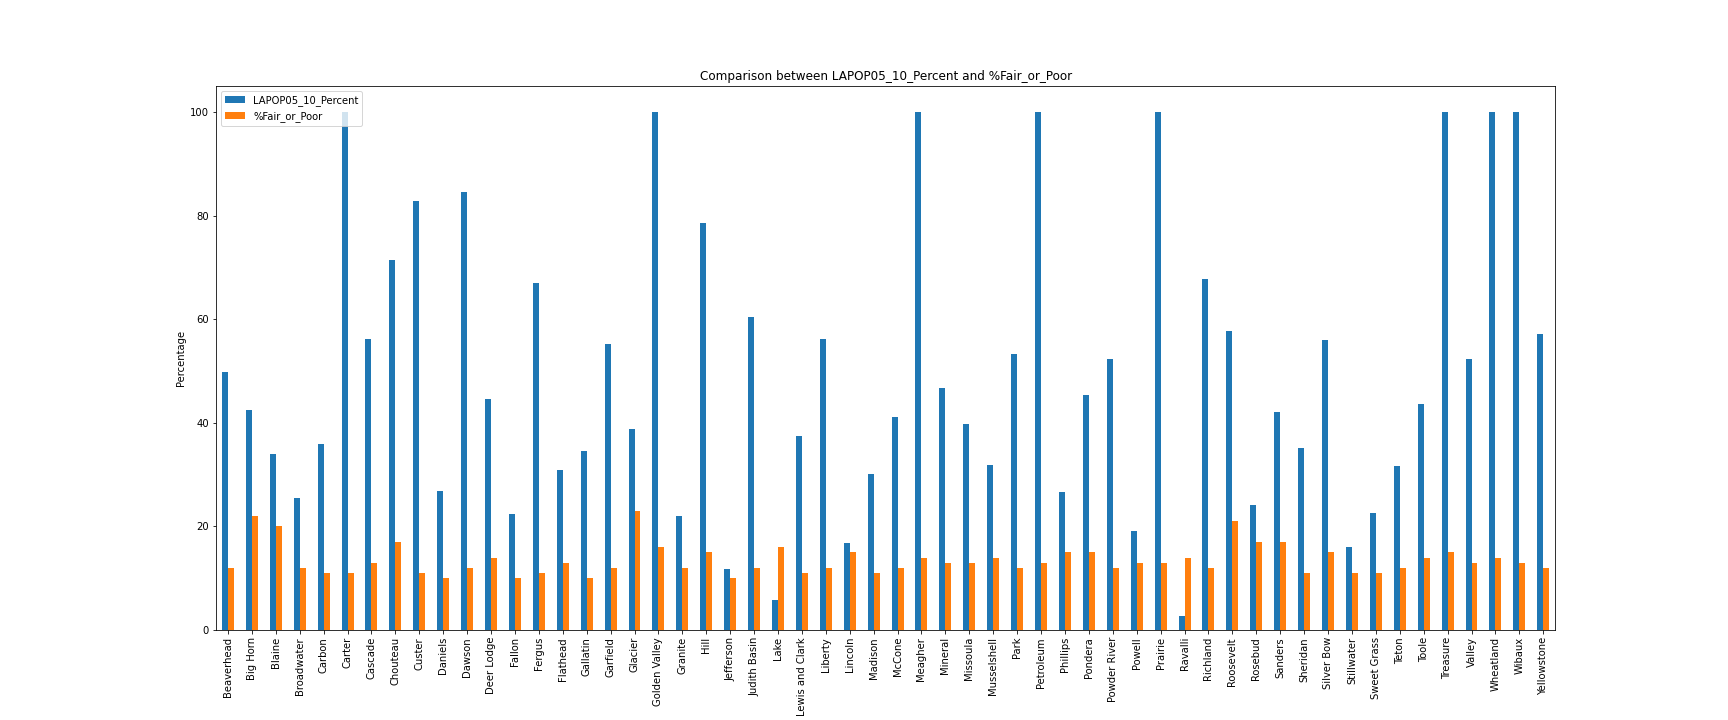 Comparison between LAPOP05_10_Percent and %Fair_or_Poor
LAPOP05_10_Percent
%Fair_or_Poor
Percentage
100
80
60
40
20
0
Beaverhead
Big Horn
Blaine
Broadwater
Carbon
Carter
Cascade
Chouteau
Custer
Daniels
Dawson
Deer Lodge
Fallon
Fergus
Flathead
Gallatin
Garfield
Glacier
Golden Valley
Granite
Hill
Jefferson
Judith Basin
Lake
Lewis and Clark
Liberty
Lincoln
Madison
McCone
Meagher
Mineral
Missoula
Musselshell
Park
Petroleum
Phillips
Pondera
Powder River
Powell
Prairie
Ravalli
Richland
Roosevelt
Rosebud
Sanders
Sheridan
Silver Bow
Stillwater
Sweet Grass
Teton
Toole
Treasure
Valley
Wheatland
Wibaux
Yellowstone